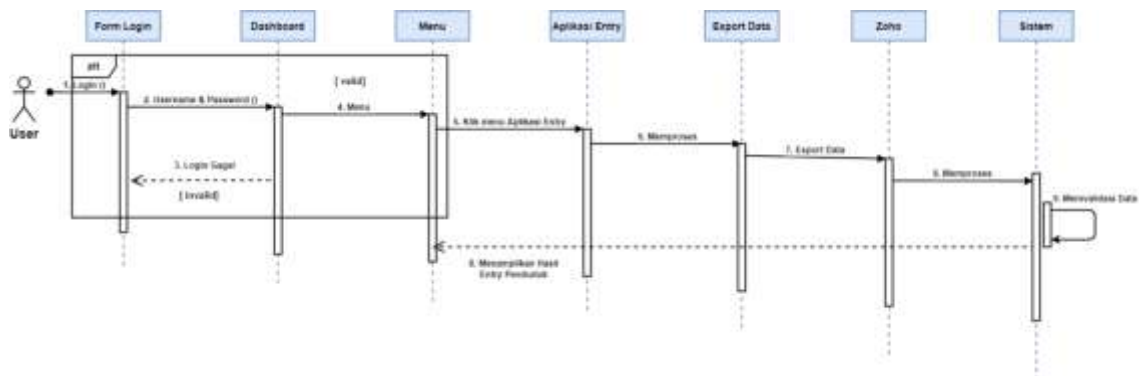 Form Login
Dashboard
Menu
Aplikasi Entry
Export Data
Zoho
Sistem
alt
[ valid]
1. Login ()
2. Username & Password ()
4. Menu
5. Klik menu Aplikasi Entry
6. Memproses
7. Export Data
8. Memproses
User
3. Login Gagal
[ Invalid]
9. Memvalidasi Data
8. Menampilkan Hasil
Entry